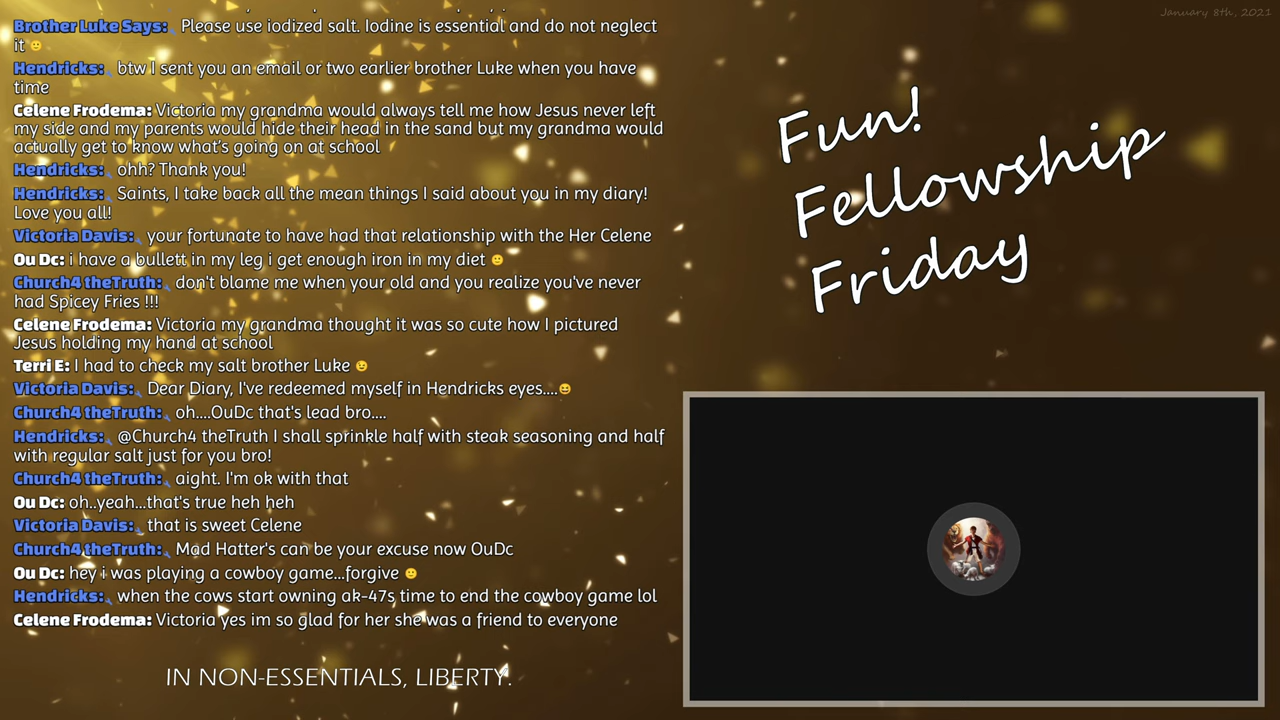 Brother Luke Says: Please use iodized salt. Iodine is essential and do not neglect
it 🙂
Hendricks: btw I sent you an email or two earlier brother Luke when you have
time
Celene Frodema: Victoria my grandma would always tell me how Jesus never left
my side and my parents would hide their head in the sand but my grandma would
actually get to know what's going on at school
Hendricks: ohh? Thank you!
Hendricks: Saints, I take back all the mean things I said about you in my diary!
Love you all!
Victoria Davis: your fortunate to have had that relationship with the Her Celene
Ou Dc: i have a bullett in my leg i get enough iron in my diet 🙂
Church4 theTruth: don't blame me when your old and you realize you've never
had Spicey Fries !!!
Celene Frodema: Victoria my grandma thought it was so cute how I pictured
Jesus holding my hand at school
Terri E: I had to check my salt brother Luke 😉
Victoria Davis: Dear Diary, I've redeemed myself in Hendricks eyes....😄
Church4 theTruth: oh....OuDc that's lead bro....
Hendricks: @Church4 theTruth I shall sprinkle half with steak seasoning and half
with regular salt just for you bro!
Church4 theTruth: aight. I'm ok with that
Ou Dc: oh..yeah...that's true heh heh
Victoria Davis: that is sweet Celene
Church4 theTruth: Mad Hatter's can be your excuse now OuDc
Ou Dc: hey i was playing a cowboy game...forgive 🙂
Hendricks: when the cows start owning ak-47s time to end the cowboy game lol
Celene Frodema: Victoria yes im so glad for her she was a friend to everyone
IN NON-ESSENTIALS, LIBERTY.
January 8th, 2021
Fun!
Fellowship
Friday